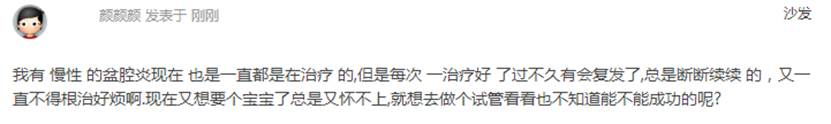 颜颜颜 发表于 刚刚
沙发
我有 慢性 的盆腔炎现在 也是一直都是在治疗 的,但是每次 一治疗好 了过不久有会复发了,总是断断续续 的，又一
直不得根治好烦啊.现在又想要个宝宝了总是又怀不上,就想去做个试管看看也不知道能不能成功的呢?